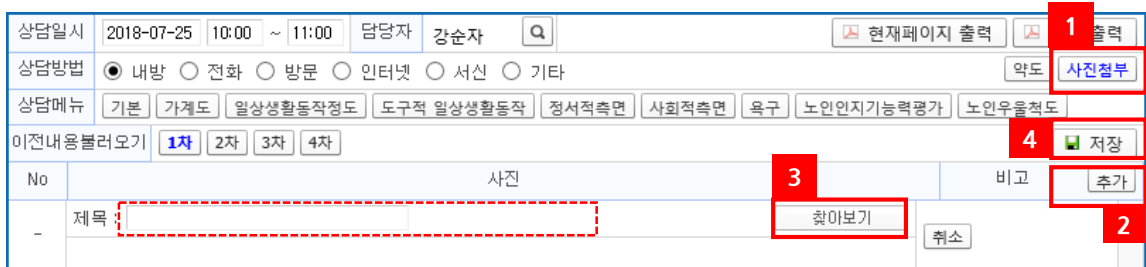 상담일시 2018-07-25 10:00 ~ 11:00 담당자 강순자 현재페이지 출력 출력 1
상담방법 내방 전화 방문 인터넷 서신 기타 약도 사진첨부
상담메뉴 기본 가계도 일상생활동작정도 도구적 일상생활동작 정서적측면 사회적측면 욕구 노인인지기능력평가 노인우울척도
이전내용불러오기 1차 2차 3차 4차 4 저장
No 사진 3 비고 추가
– 제목 : 찾아보기 취소 2